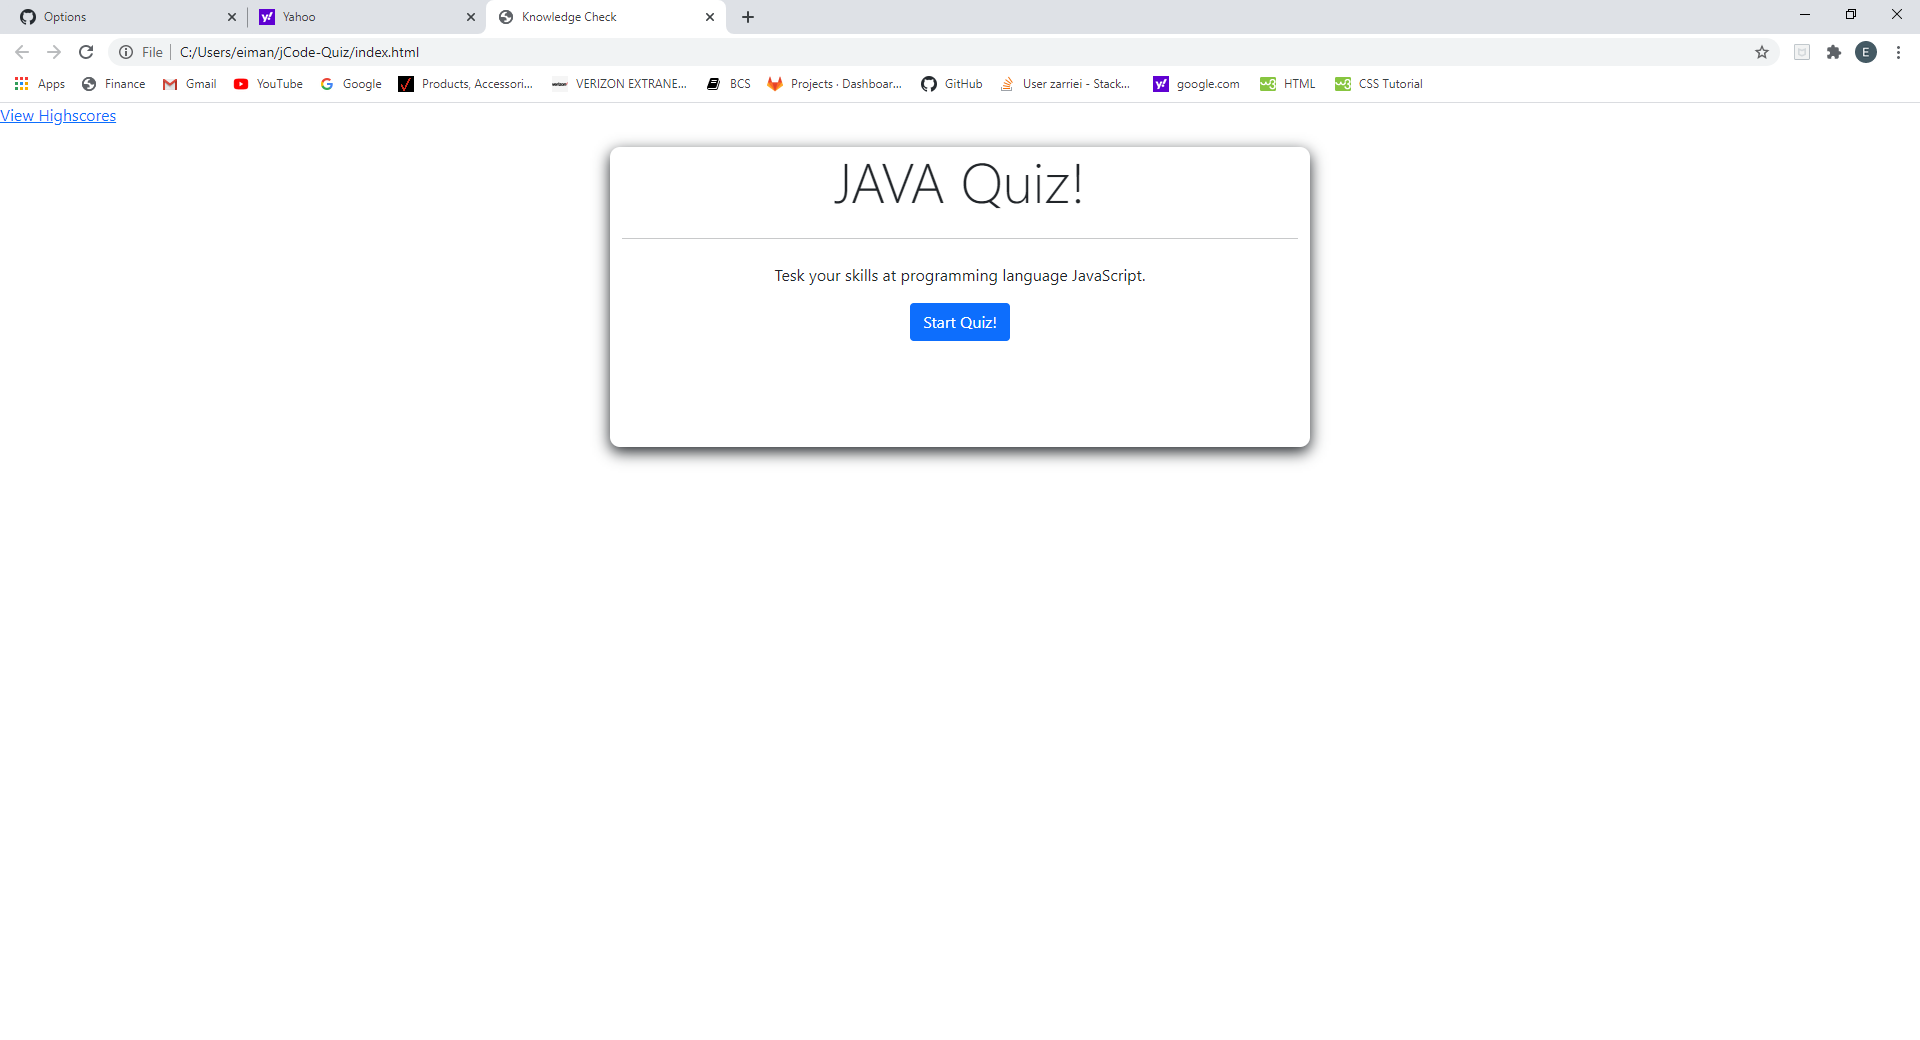 Options
Yahoo
Knowledge Check
File C:/Users/eiman/jCode-Quiz/index.html
E
Apps Finance Gmail YouTube Google Products, Accessori... VERIZON EXTRANE... BCS Projects · Dashboar... GitHub User zarriei - Stack... google.com HTML CSS Tutorial
View Highscores
JAVA Quiz!
Tesk your skills at programming language JavaScript.
Start Quiz!